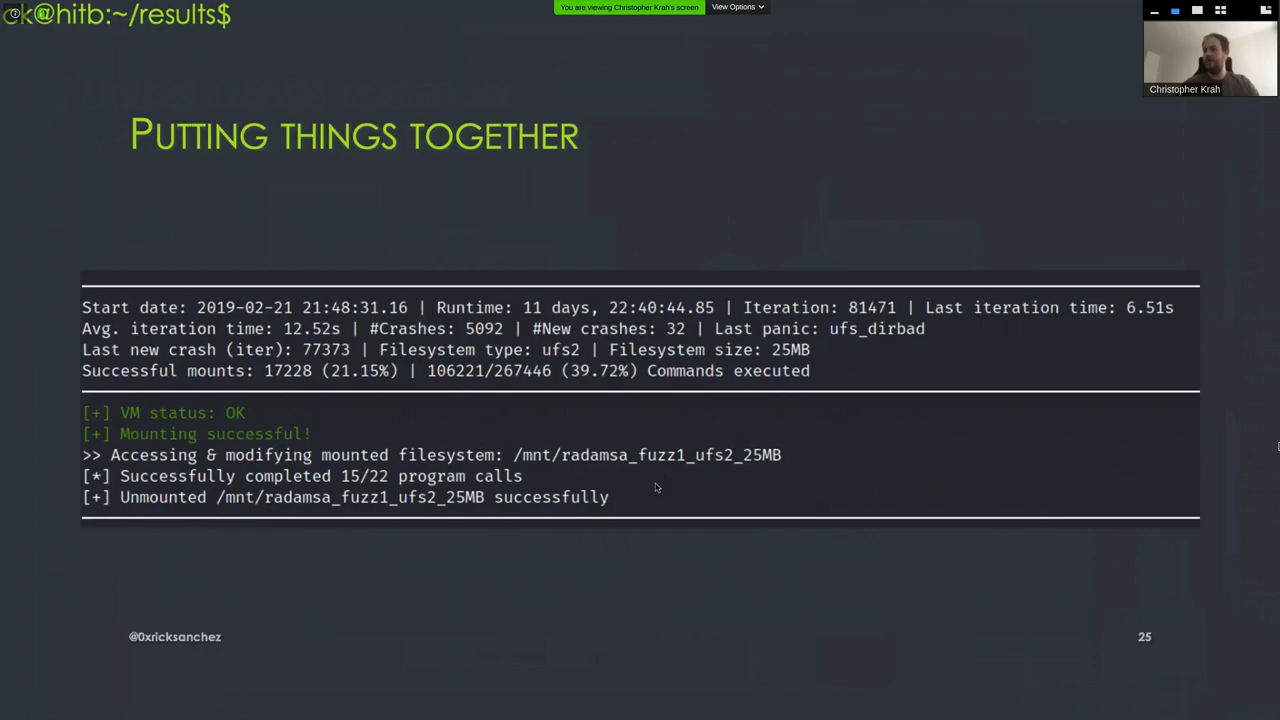 ck@hitb:~/results$
You are viewing Christopher Krah's screen
View Options
Christopher Krah
PUTTING THINGS TOGETHER
Start date: 2019-02-21 21:48:31.16 | Runtime: 11 days, 22:40:44.85 | Iteration: 81471 | Last iteration time: 6.51s
Avg. iteration time: 12.52s | #Crashes: 5092 | #New crashes: 32 | Last panic: ufs_dirbad
Last new crash (iter): 77373 | Filesystem type: ufs2 | Filesystem size: 25MB
Successful mounts: 17228 (21.15%) | 106221/267446 (39.72%) Commands executed
[+] VM status: OK
[+] Mounting successful!
>> Accessing & modifying mounted filesystem: /mnt/radamsa_fuzz1_ufs2_25MB
[*] Successfully completed 15/22 program calls
[+] Unmounted /mnt/radamsa_fuzz1_ufs2_25MB successfully
@0xricksanchez
25